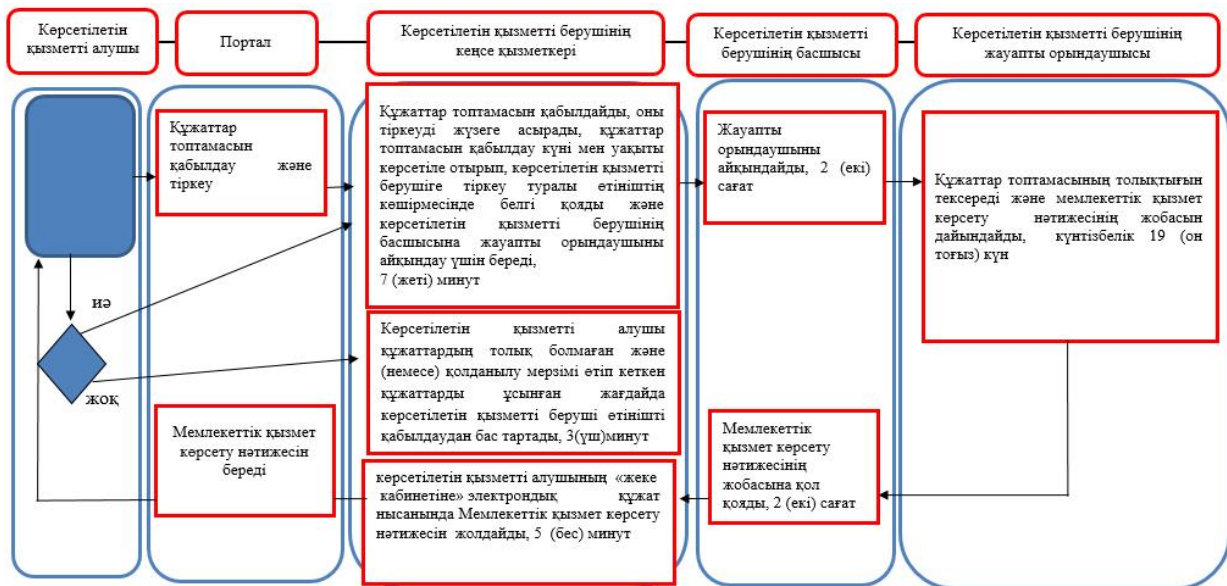 Көрсетілетін
қызметті алушы
Портал
Көрсетілетін қызметті берушінің
кеңсе қызметкері
Көрсетілетін қызметті
берушінің басшысы
Көрсетілетін қызметті берушінің
жауапты орындаушысы
Құжаттар
топтамасын
қабылдау және
тіркеу
Құжаттар топтамасын қабылдайды, оны
тіркеуді жүзеге асырады, құжаттар
топтамасын қабылдау күні мен уақыты
көрсетіле отырып, көрсетілетін қызметті
берушіге тіркеу туралы өтініштің
көшірмесінде белгі қояды және
көрсетілетін қызметті берушінің
басшысына жауапты орындаушыны
айқындау үшін береді,
7 (жеті) минут
Жауапты
орындаушыны
айқындайды, 2 (екі)
сағат
Құжаттар топтамасының толықтығын
тексереді және мемлекеттік қызмет
көрсету нәтижесінің жобасын
дайындайды, күнтізбелік 19 (он
тоғыз) күн
иә
жоқ
Көрсетілетін қызметті алушы
құжаттардың толық болмаған және
(немесе) қолданылу мерзімі өтіп кеткен
құжаттарды ұсынған жағдайда
көрсетілетін қызметті беруші өтінішті
қабылдаудан бас тартады, 3(үш)минут
Мемлекеттік қызмет
көрсету нәтижесін
береді
көрсетілетін қызметті алушының «жеке
кабинетіне» электрондық құжат
нысанында Мемлекеттік қызмет көрсету
нәтижесін жолдайды, 5 (бес) минут
Мемлекеттік
қызмет көрсету
нәтижесінің
жобасына қол
қояды, 2 (екі) сағат